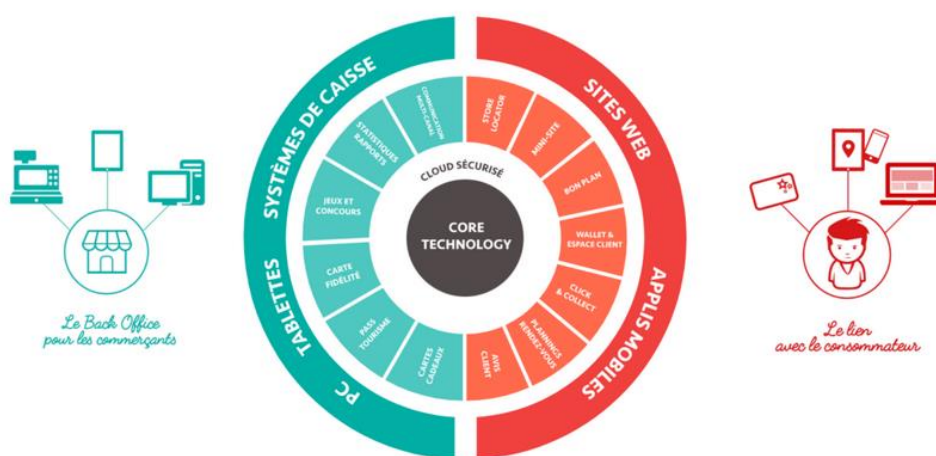 SYSTÈMES DE CAISSE
TABLETTES
PC
SITES WEB
APPLIS MOBILES
COMMUNICATION
MULTI-CANAL
STATISTIQUES
RAPPORTS
JEUX ET
CONCOURS
CARTE
FIDÉLITÉ
PASS
TOURISME
CARTES
CADEAUX
STORE
LOCATOR
MINI-SITE
BON PLAN
WALLET &
ESPACE CLIENT
CLICK
& COLLECT
PLANNINGS
RENDEZ-VOUS
AVIS
CLIENT
CLOUD SÉCURISÉ
CORE
TECHNOLOGY
Le Back Office
pour les commerçants
Le lien
avec le consommateur